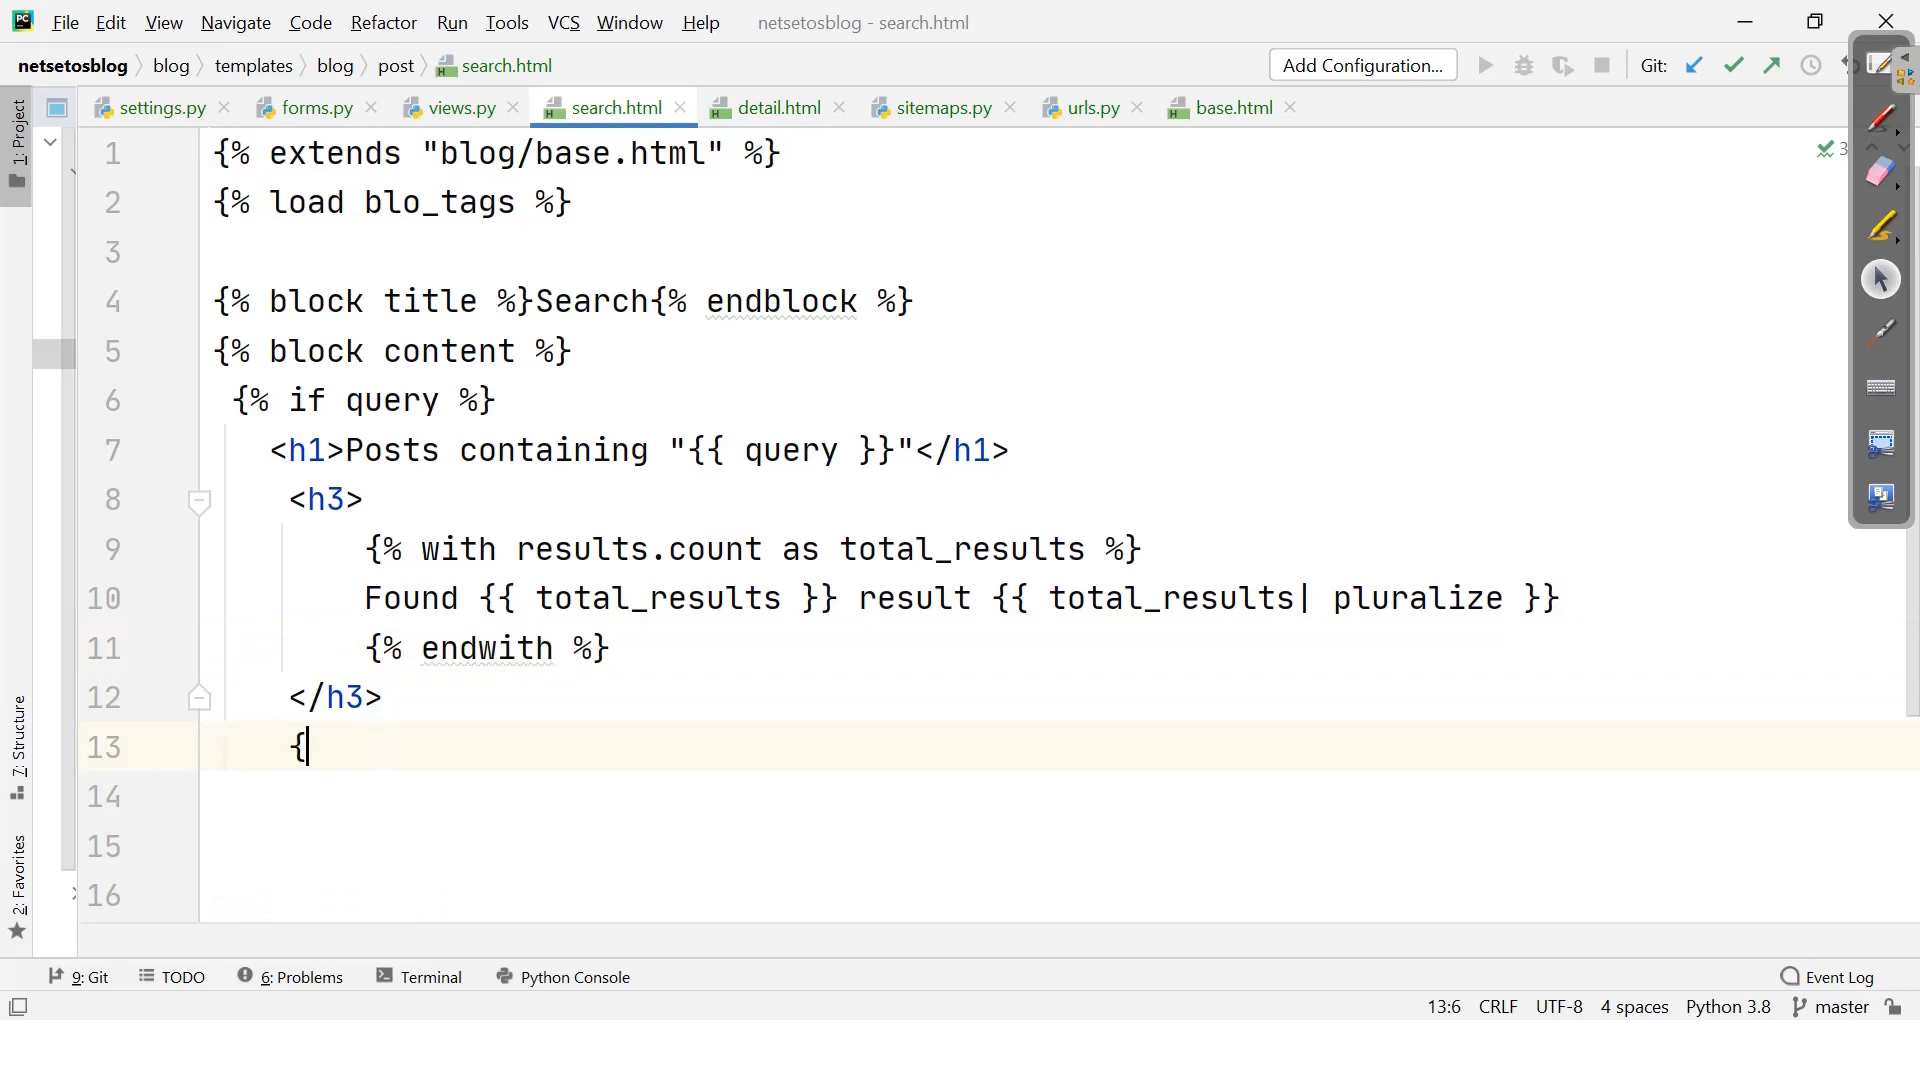 File Edit View Navigate Code Refactor Run Tools VCS Window Help netsetosblog - search.html
netsetosblog blog templates blog post search.html Add Configuration... Git:
settings.py forms.py views.py search.html detail.html sitemaps.py urls.py base.html
1: Project
1 {% extends "blog/base.html" %}
2 {% load blo_tags %}
3
4 {% block title %}Search{% endblock %}
5 {% block content %}
6 {% if query %}
7 <h1>Posts containing "{{ query }}"</h1>
8 <h3>
9 {% with results.count as total_results %}
10 Found {{ total_results }} result {{ total_results| pluralize }}
11 {% endwith %}
12 </h3>
13 {
14
15
16
3
7: Structure
2: Favorites
9: Git TODO 6: Problems Terminal Python Console Event Log
13:6 CRLF UTF-8 4 spaces Python 3.8 master